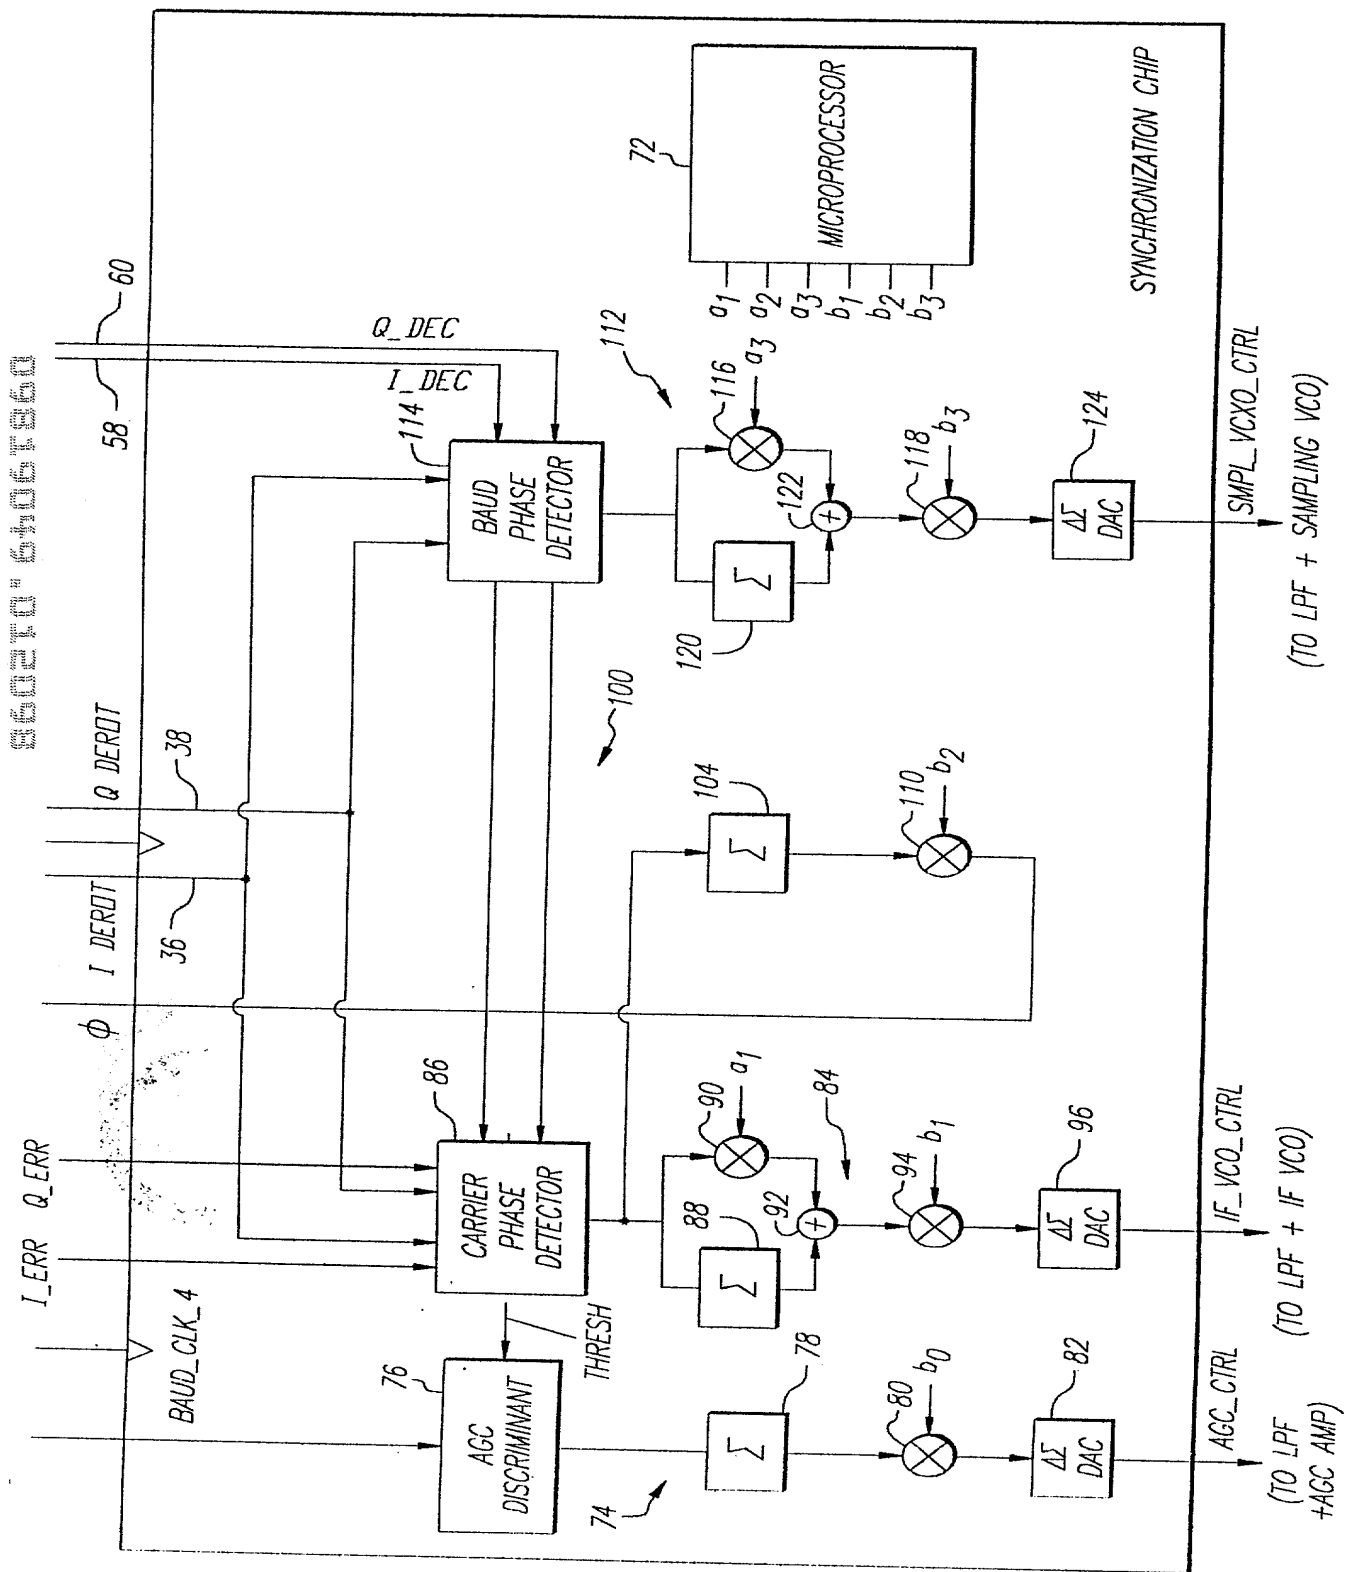 08819049.012098
I_ERR
Q_ERR
Φ
I DEROT
Q DEROT
58
60
BAUD_CLK_4
36
38
Q_DEC
I_DEC
76
AGC
DISCRIMINANT
THRESH
86
CARRIER
PHASE
DETECTOR
114
BAUD
PHASE
DETECTOR
100
112
74
Σ
78
80
b0
ΔΣ
DAC
82
88
Σ
90
a1
92
+
84
94
b1
ΔΣ
DAC
96
104
Σ
110
b2
120
Σ
116
a3
122
+
118
b3
ΔΣ
DAC
124
72
MICROPROCESSOR
a1
a2
a3
b1
b2
b3
SYNCHRONIZATION CHIP
AGC_CTRL
(TO LPF
+AGC AMP)
IF_VCO_CTRL
(TO LPF + IF VCO)
SMPL_VCXO_CTRL
(TO LPF + SAMPLING VCO)